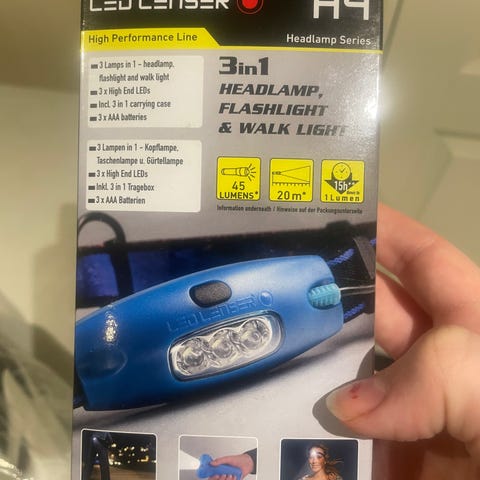 LED LENSER
H4
High Performance Line
Headlamp Series
3 Lamps in 1 - headlamp,
flashlight and walk light
3 x High End LEDs
Incl. 3 in 1 carrying case
3 x AAA batteries
3in1
HEADLAMP,
FLASHLIGHT
& WALK LIGHT
3 Lampen in 1 - Kopflampe,
Taschenlampe u. Gürtellampe
3 x High End LEDs
Inkl. 3 in 1 Tragebox
3 x AAA Batterien
45
LUMENS*
20m*
15h**
1 Lumen
Information underneath / Hinweise auf der Packungsunterseite
LED LENSER